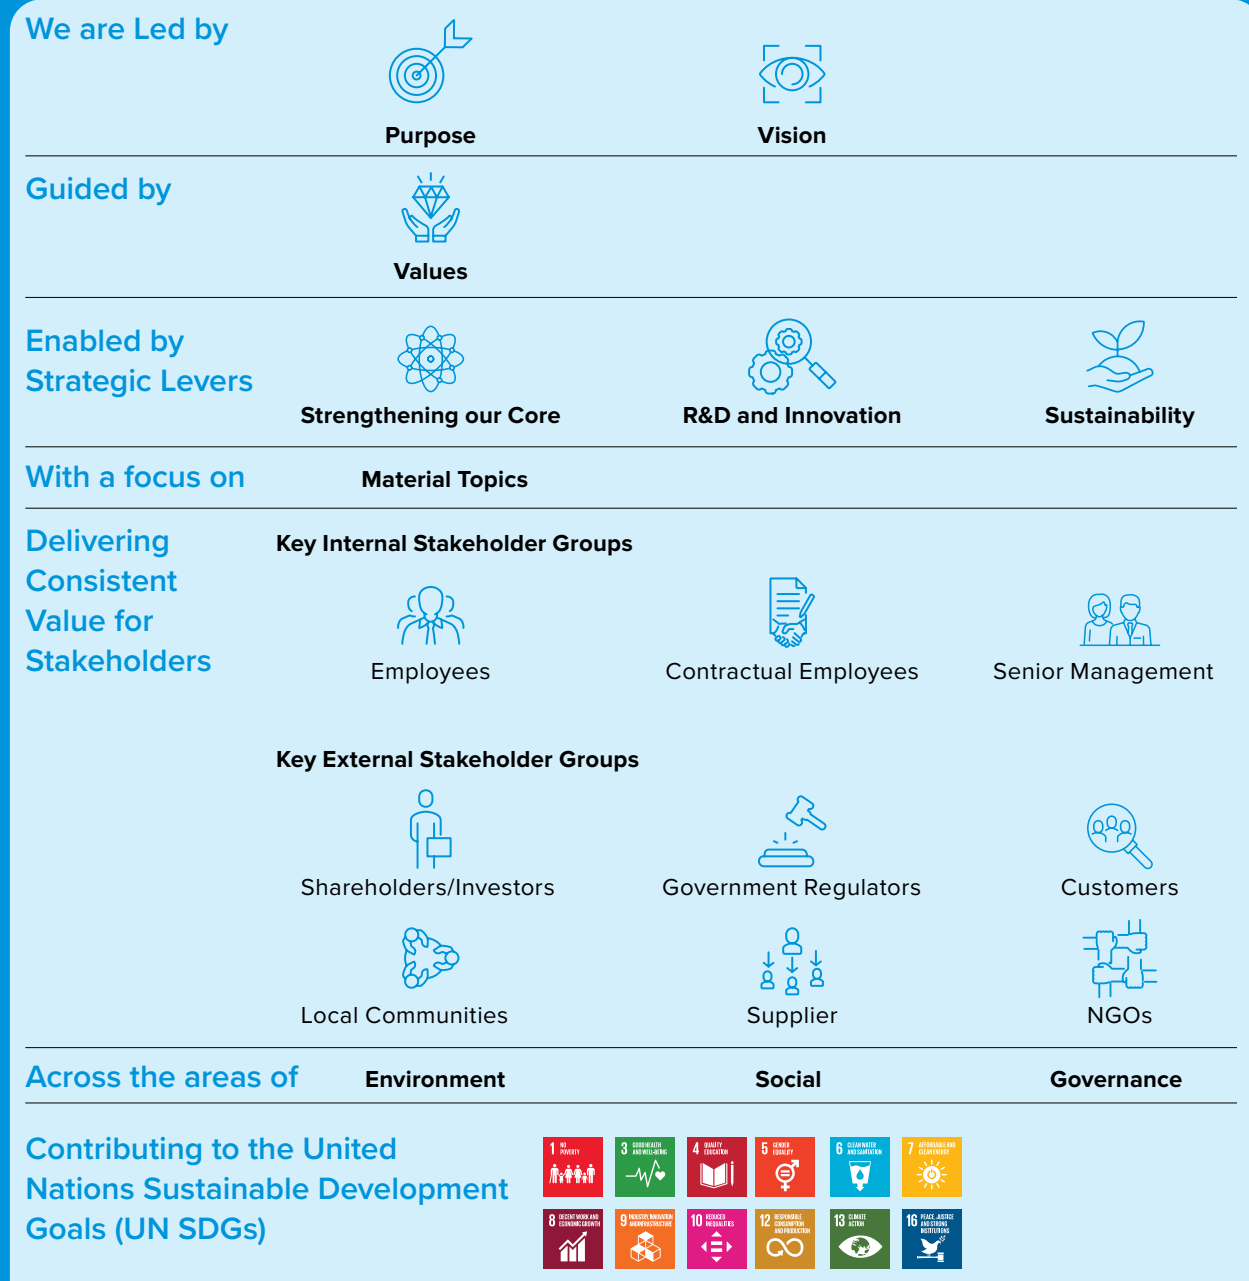 We are Led by
Purpose
Vision
Guided by
Values
Enabled by
Strategic Levers
Strengthening our Core
R&D and Innovation
Sustainability
With a focus on
Material Topics
Delivering
Consistent
Value for
Stakeholders
Key Internal Stakeholder Groups
Employees
Contractual Employees
Senior Management
Key External Stakeholder Groups
Shareholders/Investors
Government Regulators
Customers
Local Communities
Supplier
NGOs
Across the areas of
Environment
Social
Governance
Contributing to the United
Nations Sustainable Development
Goals (UN SDGs)
1 NO
POVERTY
3 GOOD HEALTH
AND WELL-BEING
4 QUALITY
EDUCATION
5 GENDER
EQUALITY
6 CLEAN WATER
AND SANITATION
7 AFFORDABLE AND
CLEAN ENERGY
8 DECENT WORK AND
ECONOMIC GROWTH
9 INDUSTRY, INNOVATION
AND INFRASTRUCTURE
10 REDUCED
INEQUALITIES
12 RESPONSIBLE
CONSUMPTION
AND PRODUCTION
13 CLIMATE
ACTION
16 PEACE, JUSTICE
AND STRONG
INSTITUTIONS